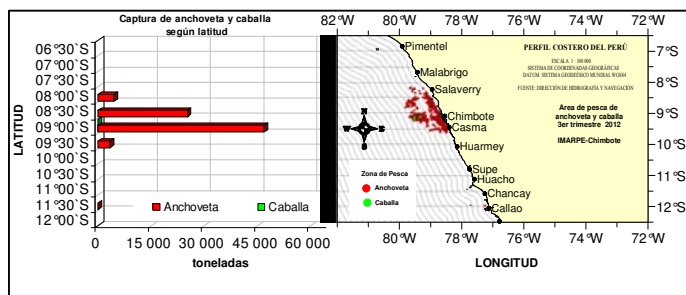 Captura de anchoveta y caballa
según latitud
LATITUD
06°30´S
07°00´S
07°30´S
08°00´S
08°30´S
09°00´S
09°30´S
10°00´S
10°30´S
11°00´S
11°30´S
12°00´S
Anchoveta
Caballa
0
15 000
30 000
45 000
60 000
toneladas
82°W
80°W
78°W
76°W
74°W
72°W
Pimentel
Malabrigo
Salaverry
Chimbote
Casma
Huarmey
Supe
Huacho
Chancay
Callao
N
W
E
S
Zona de Pesca
Anchoveta
Caballa
PERFIL COSTERO DEL PERÚ
ESCALA 1 : 100 000
SISTEMA DE COORDENADAS GEOGRÁFICAS
DATUM: SISTEMA GEODÉSICO MUNDIAL WGS84
FUENTE: DIRECCIÓN DE HIDROGRAFÍA Y NAVEGACIÓN
Area de pesca de
anchoveta y caballa
3er trimestre 2012
IMARPE-Chimbote
7°S
8°S
9°S
10°S
11°S
12°S
80°W
78°W
76°W
74°W
72°W
LONGITUD